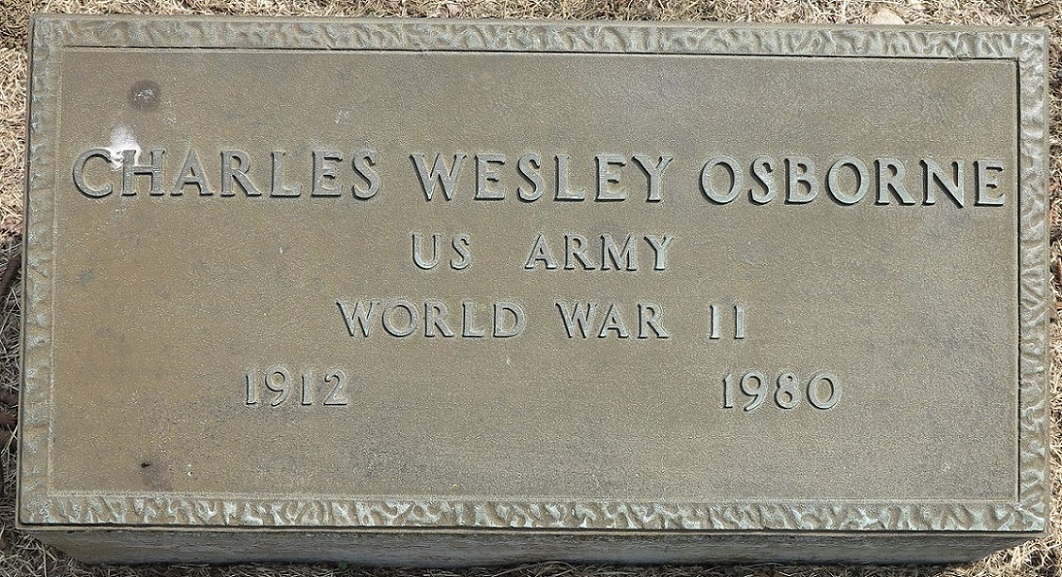 CHARLES WESLEY OSBORNE
US ARMY
WORLD WAR II
1912 1980